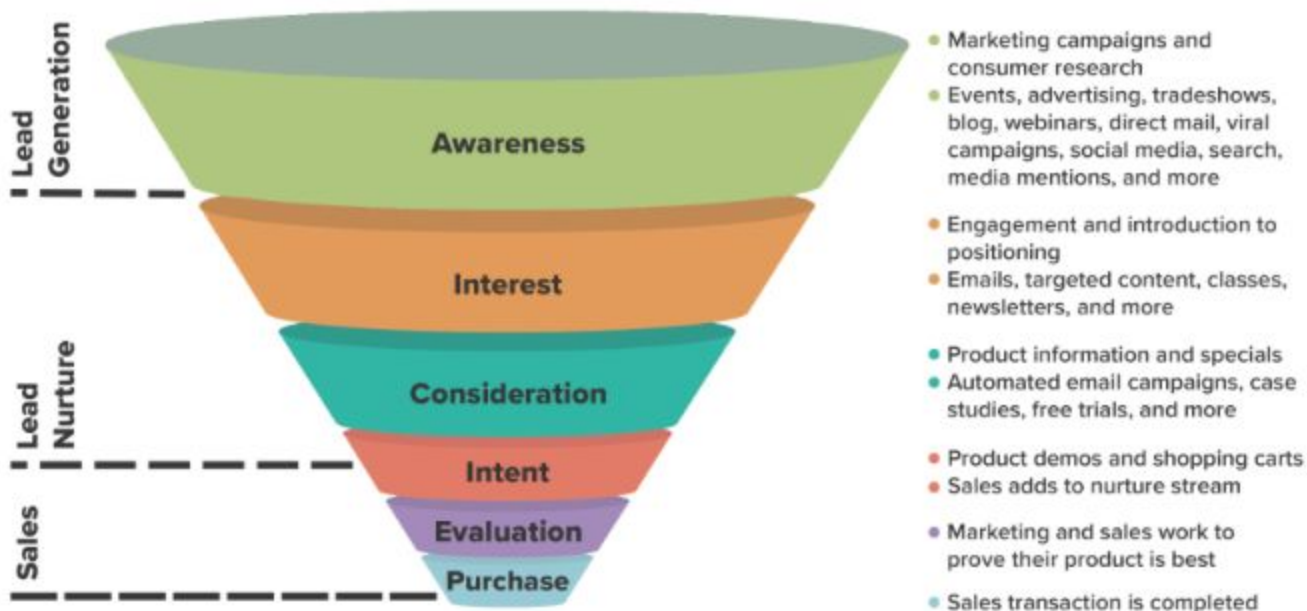 Lead
Generation
Awareness
Marketing campaigns and
consumer research
Events, advertising, tradeshows,
blog, webinars, direct mail, viral
campaigns, social media, search,
media mentions, and more
Interest
Engagement and introduction to
positioning
Emails, targeted content, classes,
newsletters, and more
Lead
Nurture
Consideration
Product information and specials
Automated email campaigns, case
studies, free trials, and more
Intent
Product demos and shopping carts
Sales adds to nurture stream
Sales
Evaluation
Marketing and sales work to
prove their product is best
Purchase
Sales transaction is completed